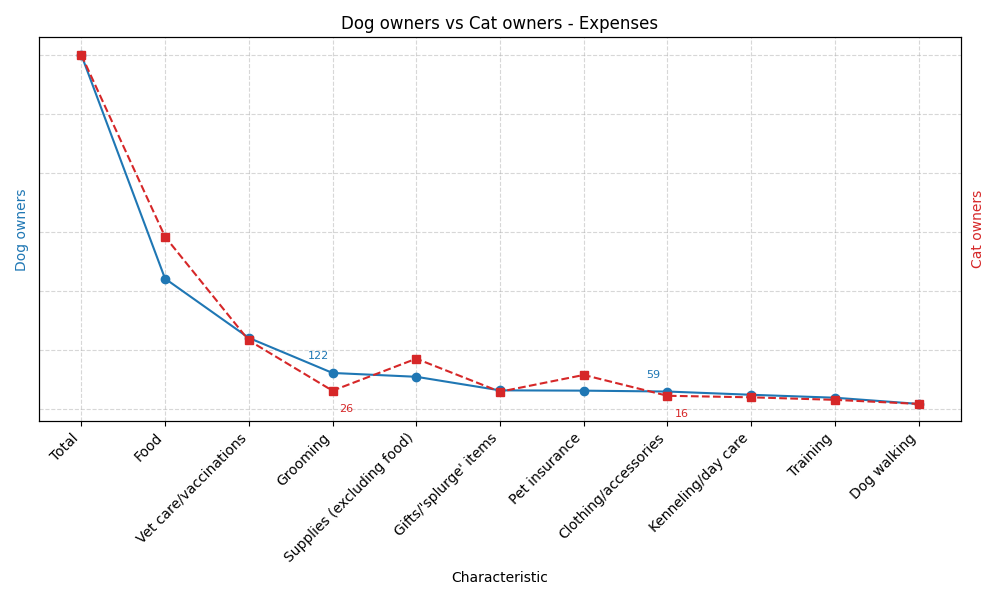 Dog owners vs Cat owners - Expenses
Dog owners
Cat owners
122
26
59
16
Total
Food
Vet care/vaccinations
Grooming
Supplies (excluding food)
Gifts/'splurge' items
Pet insurance
Clothing/accessories
Kenneling/day care
Training
Dog walking
Characteristic